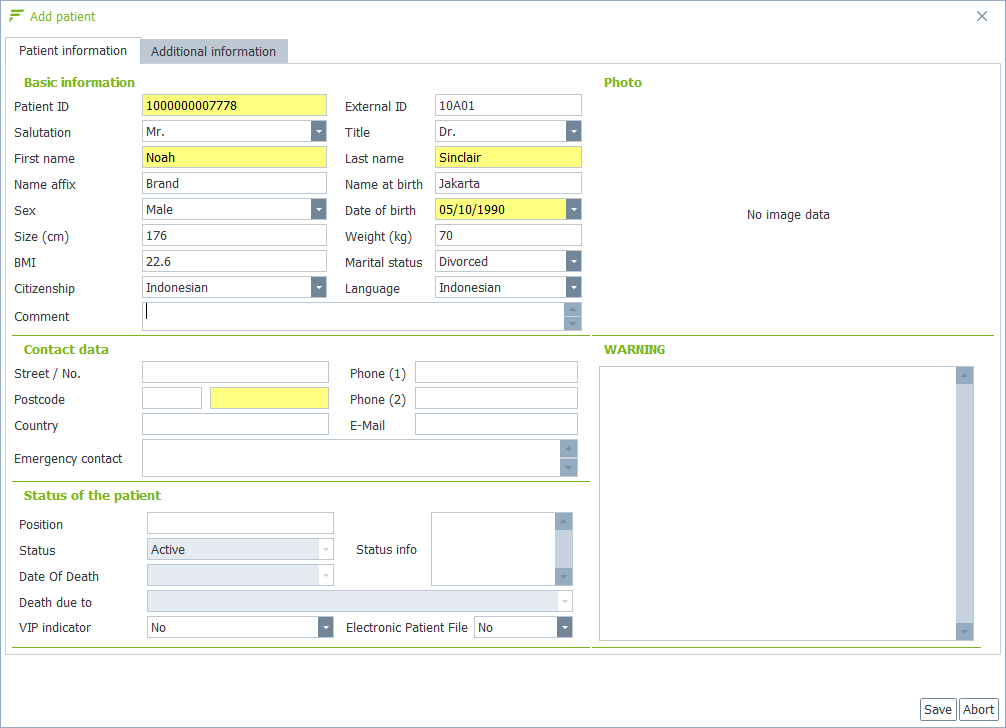 Add patient
Patient information Additional information
Basic information
Patient ID 1000000007778 External ID 10A01
Salutation Mr. Title Dr.
First name Noah Last name Sinclair
Name affix Brand Name at birth Jakarta
Sex Male Date of birth 05/10/1990
Size (cm) 176 Weight (kg) 70
BMI 22.6 Marital status Divorced
Citizenship Indonesian Language Indonesian
Comment
Photo
No image data
Contact data
Street / No. Phone (1)
Postcode Phone (2)
Country E-Mail
Emergency contact
WARNING
Status of the patient
Position
Status Active Status info
Date Of Death
Death due to
VIP indicator No Electronic Patient File No
Save Abort